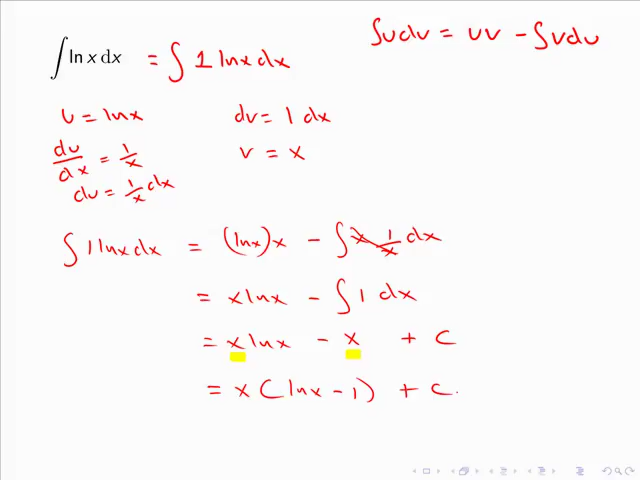 ∫ ln x dx = ∫ 1 lnx dx
∫udv = uv - ∫vdu
u = lnx dv = 1 dx
du/dx = 1/x v = x
du = 1/x dx
∫ 1 lnx dx = (lnx)x - ∫ x 1/x dx
= x lnx - ∫ 1 dx
= x lnx - x + c
= x (lnx - 1) + c.